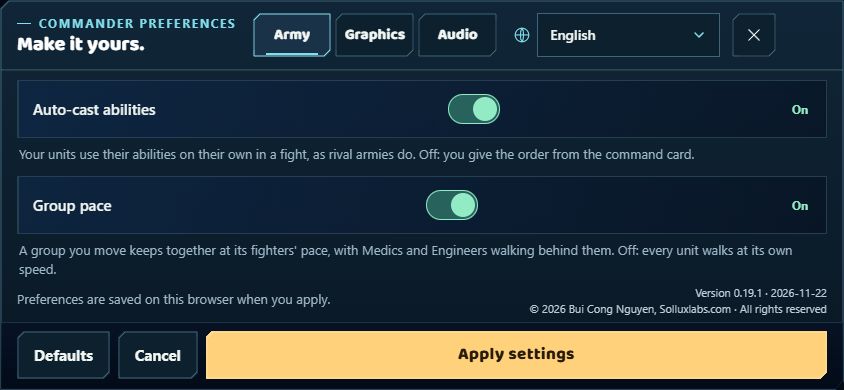 — COMMANDER PREFERENCES
Make it yours.
Army
Graphics
Audio
English
Auto-cast abilities
On
Your units use their abilities on their own in a fight, as rival armies do. Off: you give the order from the command card.
Group pace
On
A group you move keeps together at its fighters' pace, with Medics and Engineers walking behind them. Off: every unit walks at its own
speed.
Preferences are saved on this browser when you apply.
Version 0.19.1 · 2026-11-22
© 2026 Bui Cong Nguyen, Solluxlabs.com · All rights reserved
Defaults
Cancel
Apply settings